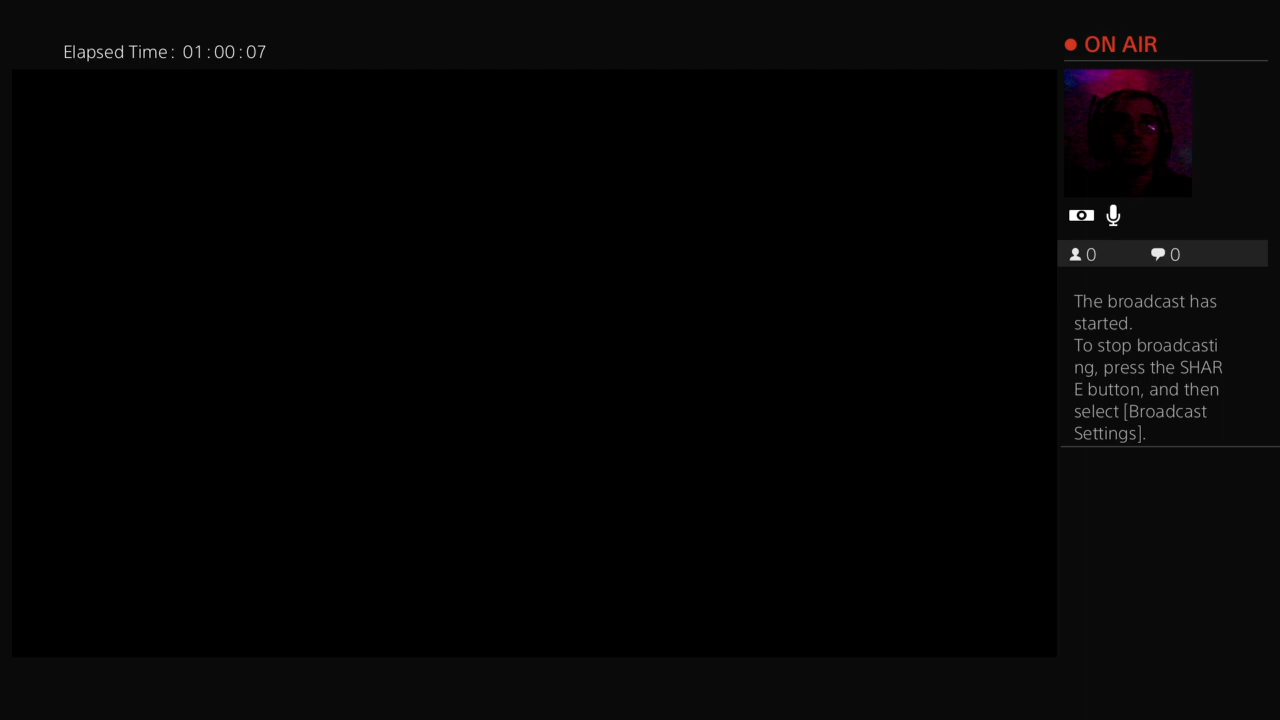 Elapsed Time: 01:00:07
ON AIR
0 0
The broadcast has
started.
To stop broadcasti
ng, press the SHAR
E button, and then
select [Broadcast
Settings].